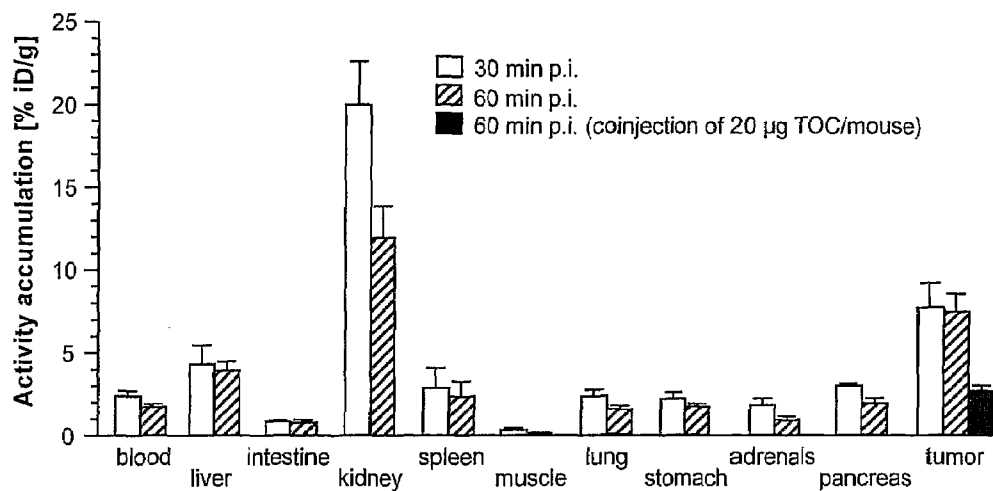 Activity accumulation [% iD/g]
25
20
15
10
5
0
30 min p.i.
60 min p.i.
60 min p.i. (coinjection of 20 µg TOC/mouse)
blood
liver
intestine
kidney
spleen
muscle
lung
stomach
adrenals
pancreas
tumor